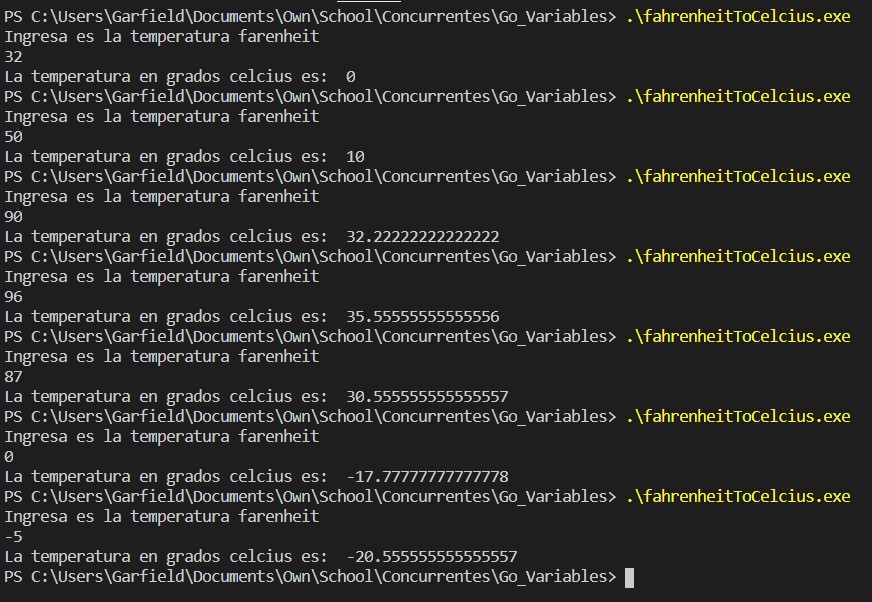 PS C:\Users\Garfield\Documents\Own\School\Concurrentes\Go_Variables> .\fahrenheitToCelcius.exe
Ingresa es la temperatura farenheit
32
La temperatura en grados celcius es:  0
PS C:\Users\Garfield\Documents\Own\School\Concurrentes\Go_Variables> .\fahrenheitToCelcius.exe
Ingresa es la temperatura farenheit
50
La temperatura en grados celcius es:  10
PS C:\Users\Garfield\Documents\Own\School\Concurrentes\Go_Variables> .\fahrenheitToCelcius.exe
Ingresa es la temperatura farenheit
90
La temperatura en grados celcius es:  32.22222222222222
PS C:\Users\Garfield\Documents\Own\School\Concurrentes\Go_Variables> .\fahrenheitToCelcius.exe
Ingresa es la temperatura farenheit
96
La temperatura en grados celcius es:  35.55555555555556
PS C:\Users\Garfield\Documents\Own\School\Concurrentes\Go_Variables> .\fahrenheitToCelcius.exe
Ingresa es la temperatura farenheit
87
La temperatura en grados celcius es:  30.555555555555557
PS C:\Users\Garfield\Documents\Own\School\Concurrentes\Go_Variables> .\fahrenheitToCelcius.exe
Ingresa es la temperatura farenheit
0
La temperatura en grados celcius es:  -17.77777777777778
PS C:\Users\Garfield\Documents\Own\School\Concurrentes\Go_Variables> .\fahrenheitToCelcius.exe
Ingresa es la temperatura farenheit
-5
La temperatura en grados celcius es:  -20.555555555555557
PS C:\Users\Garfield\Documents\Own\School\Concurrentes\Go_Variables>